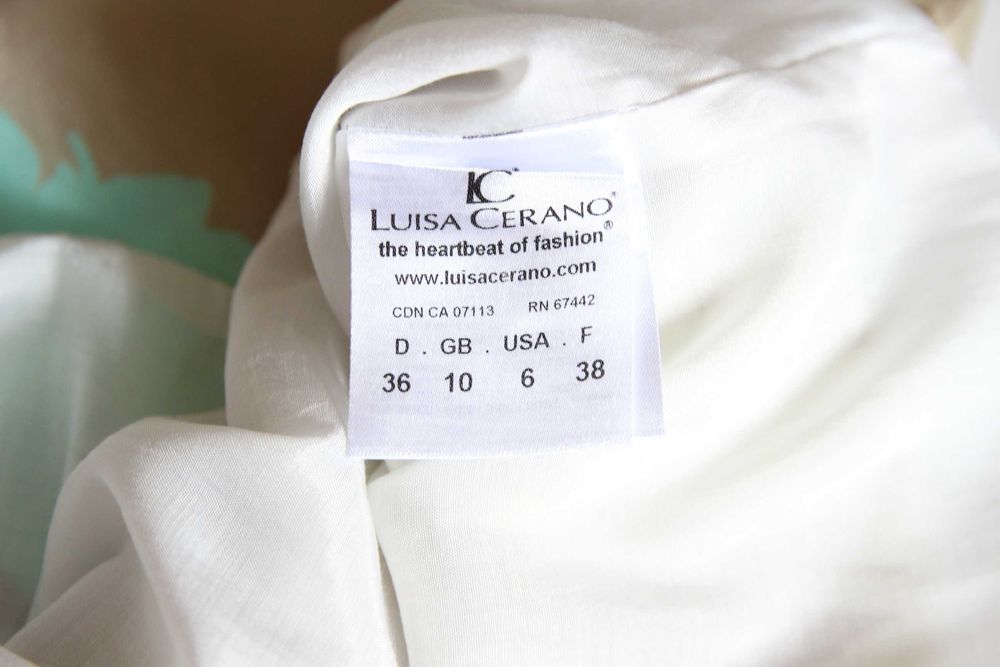 LC
LUISA CERANO®
the heartbeat of fashion®
www.luisacerano.com
CDN CA 07113 RN 67442
D . GB . USA . F
36 10 6 38